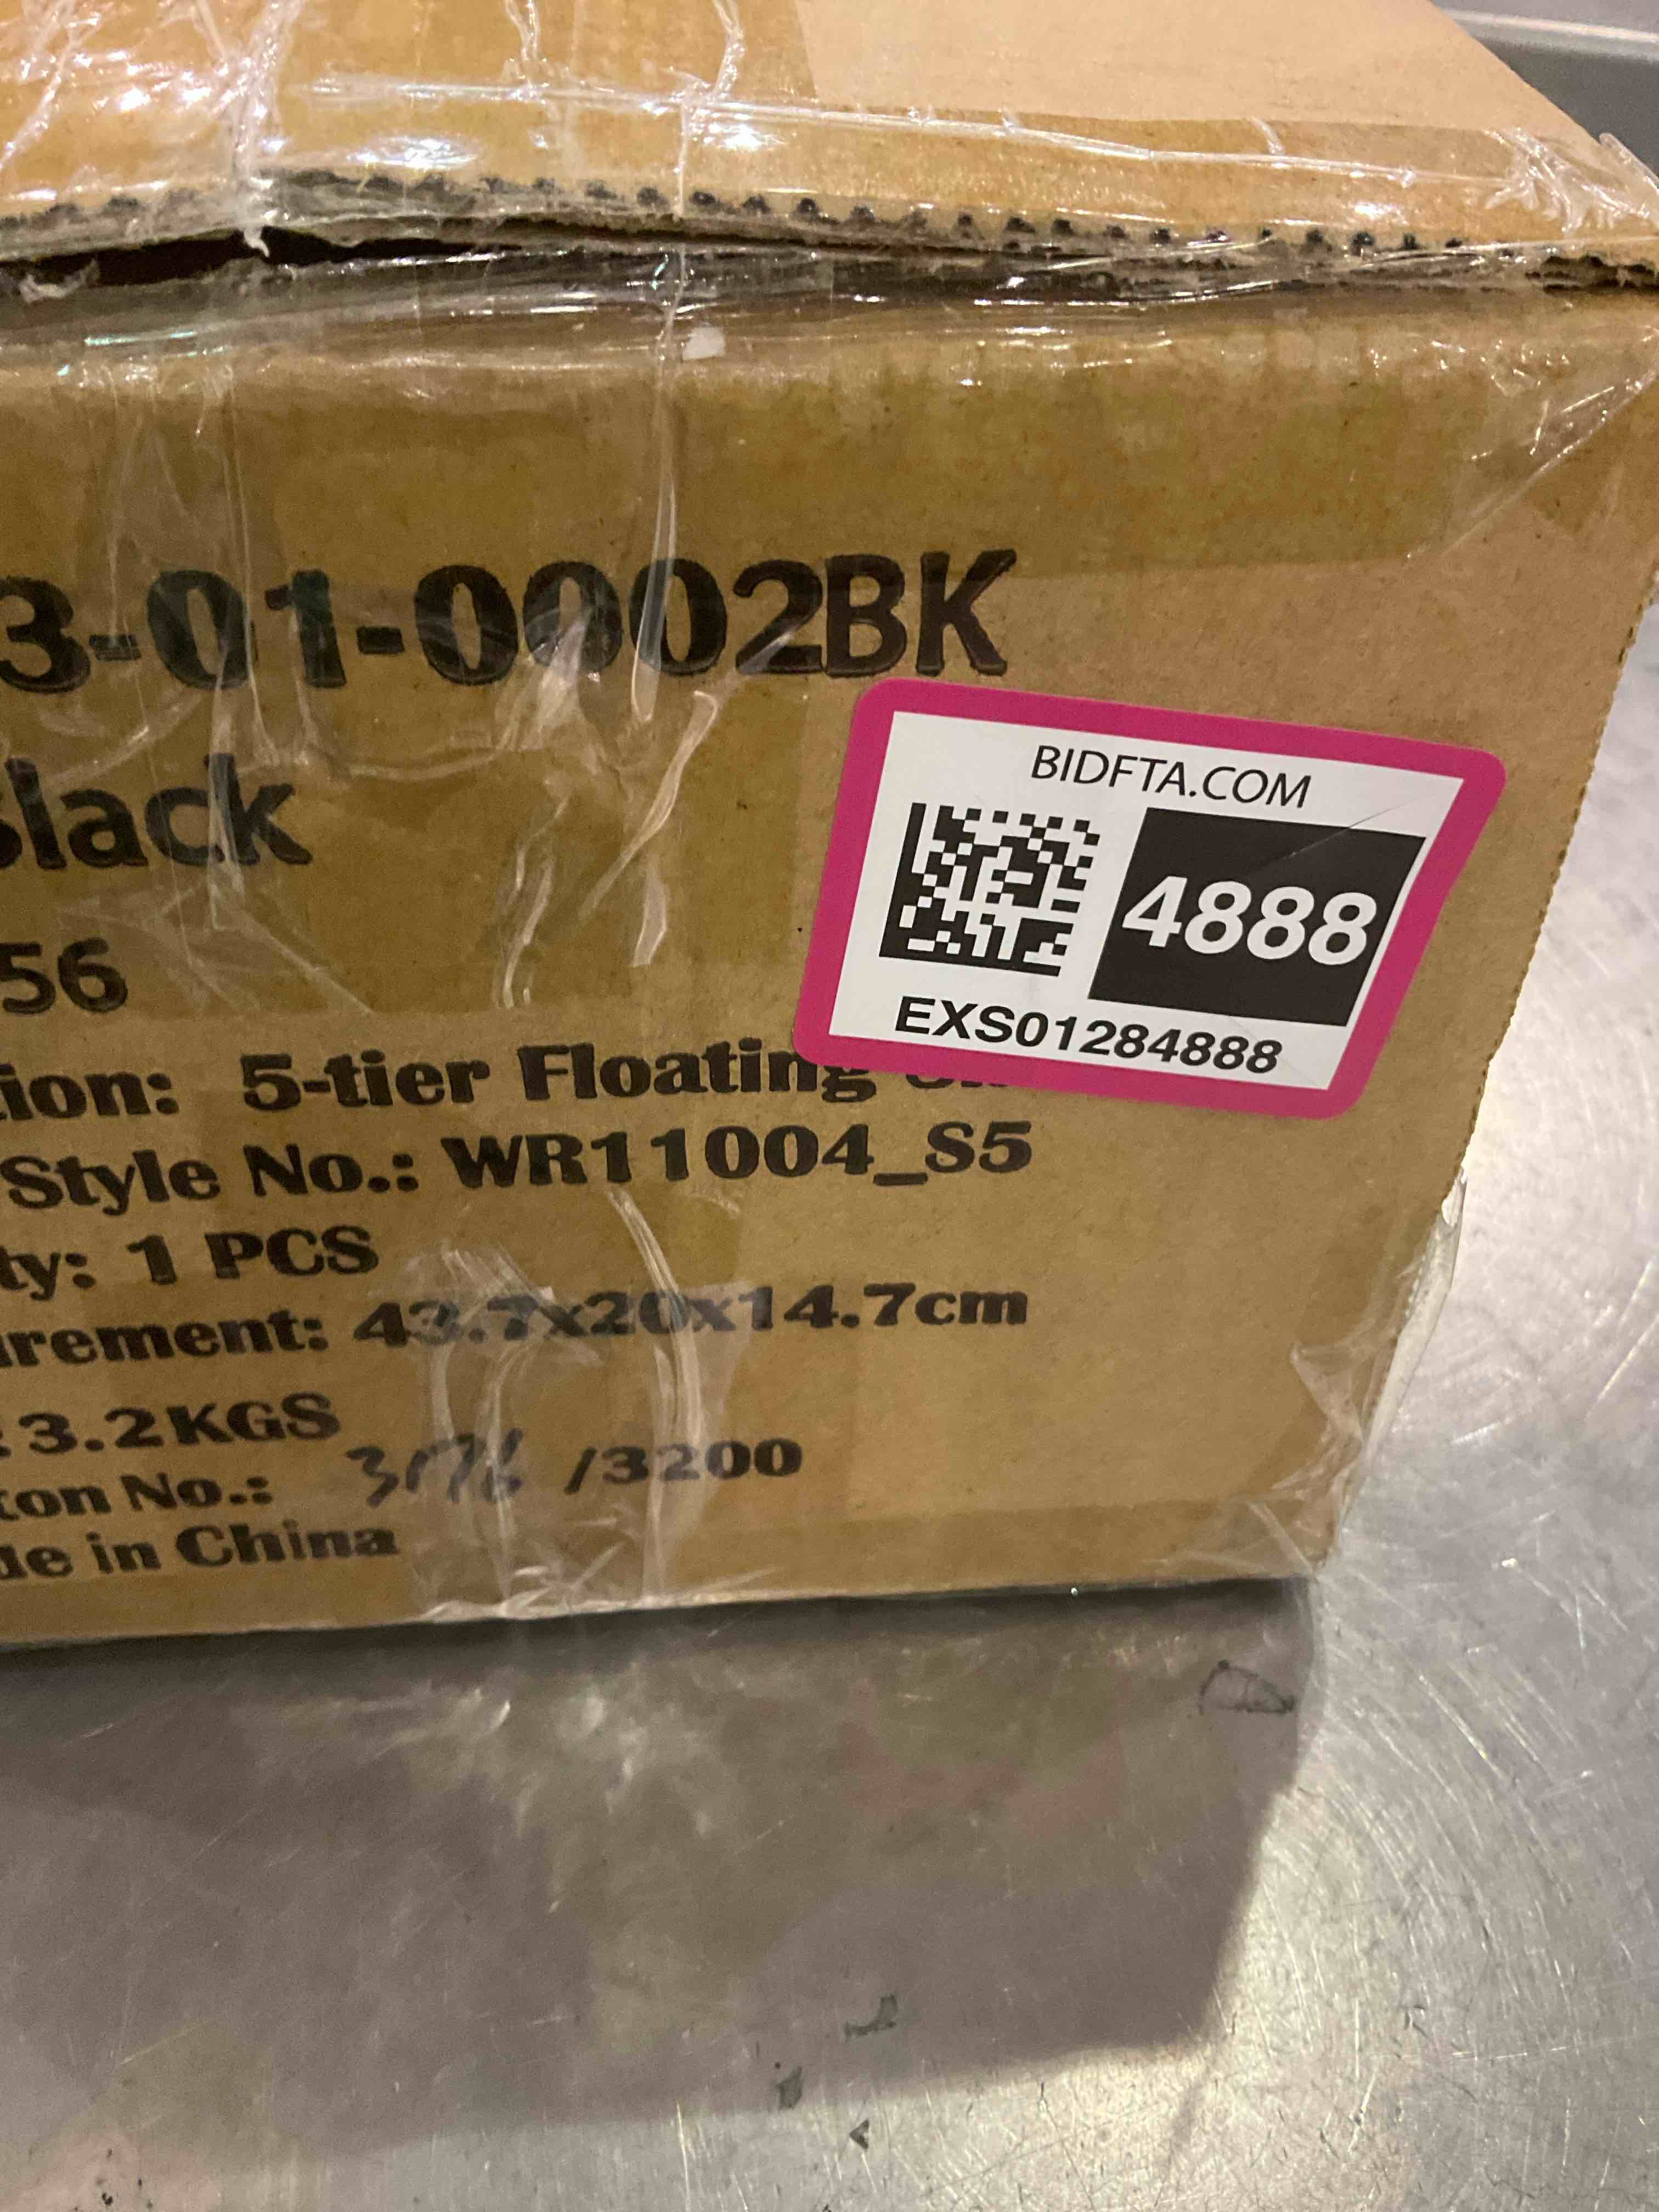 3-01-0002BK
BIDFTA.COM
4888
EXS01284888
Black
56
tion: 5-tier Floating
Style No.: WR11004_S5
ty: 1 PCS
urement: 43.7x20x14.7cm
: 3.2KGS
ton No.: /3200
de in China